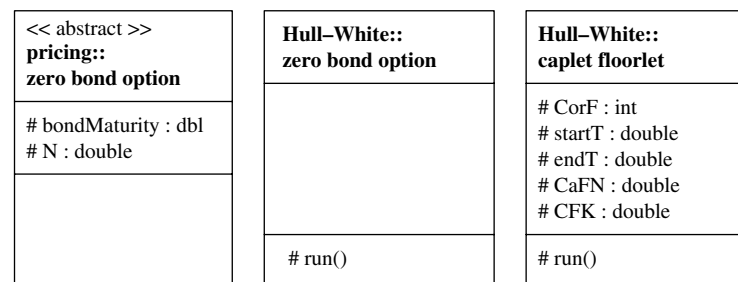 << abstract >>
pricing::
zero bond option
# bondMaturity : dbl
# N : double
Hull–White::
zero bond option
# run()
Hull–White::
caplet floorlet
# CorF : int
# startT : double
# endT : double
# CaFN : double
# CFK : double
# run()